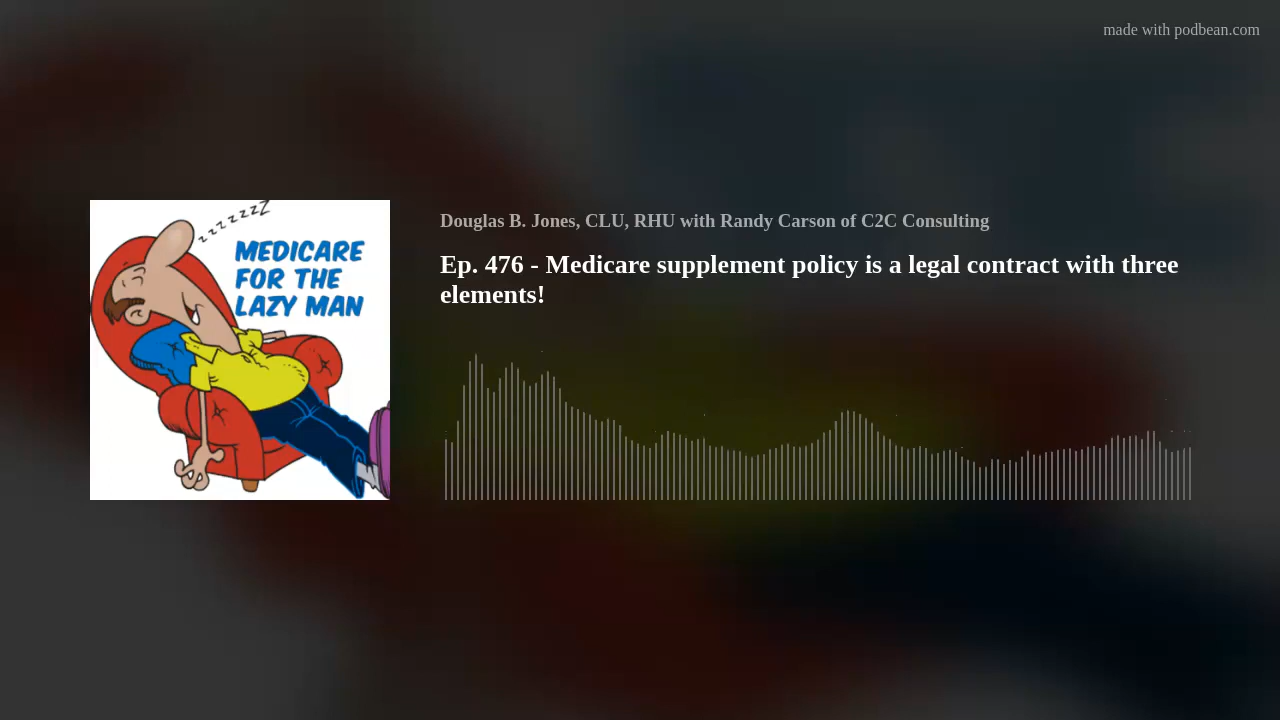 made with podbean.com
zzzzzzZ
MEDICARE
FOR THE
LAZY MAN
Douglas B. Jones, CLU, RHU with Randy Carson of C2C Consulting
Ep. 476 - Medicare supplement policy is a legal contract with three
elements!